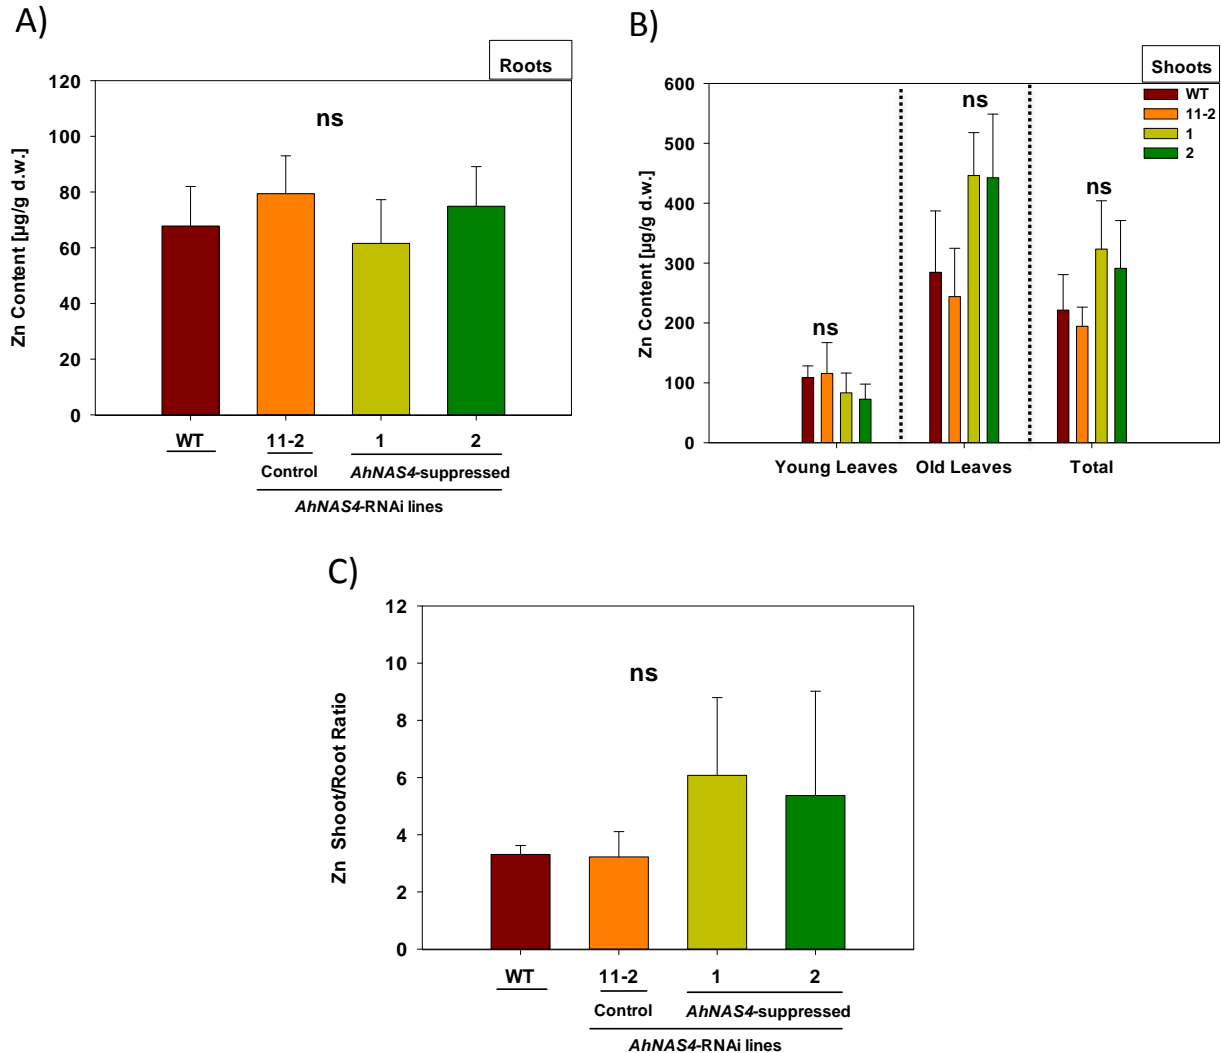 A)
Roots
Zn Content [µg/g d.w.]
120
100
80
60
40
20
0
ns
WT
11-2
1
2
Control
AhNAS4-suppressed
AhNAS4-RNAi lines
B)
Shoots
WT
11-2
1
2
Zn Content [µg/g d.w.]
600
500
400
300
200
100
0
ns
ns
ns
Young Leaves
Old Leaves
Total
C)
Zn Shoot/Root Ratio
12
10
8
6
4
2
0
ns
WT
11-2
1
2
Control
AhNAS4-suppressed
AhNAS4-RNAi lines